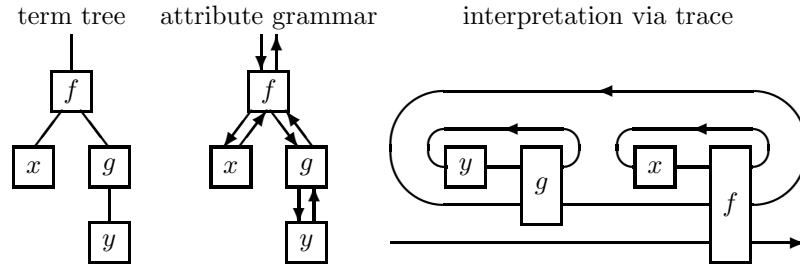 term tree attribute grammar interpretation via trace
f f
x g x g y g x f
y y